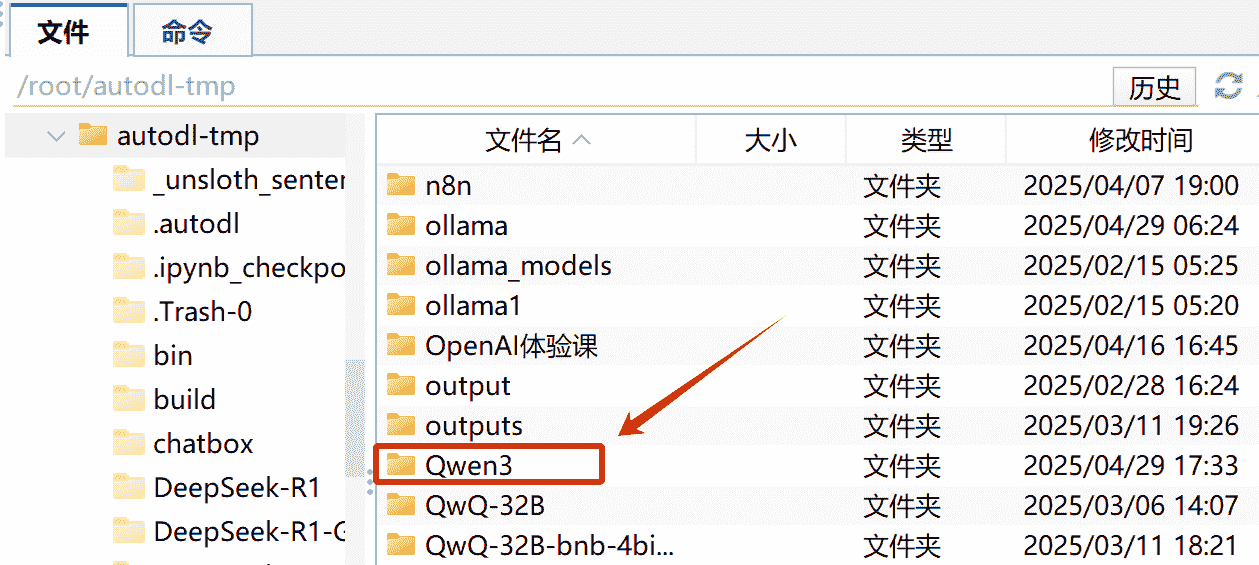 文件 命令
/root/autodl-tmp 历史
autodl-tmp
_unsloth_senter
.autodl
.ipynb_checkpo
.Trash-0
bin
build
chatbox
DeepSeek-R1
DeepSeek-R1-G
文件名 大小 类型 修改时间
n8n 文件夹 2025/04/07 19:00
ollama 文件夹 2025/04/29 06:24
ollama_models 文件夹 2025/02/15 05:25
ollama1 文件夹 2025/02/15 05:20
OpenAI体验课 文件夹 2025/04/16 16:45
output 文件夹 2025/02/28 16:24
outputs 文件夹 2025/03/11 19:26
Qwen3 文件夹 2025/04/29 17:33
QwQ-32B 文件夹 2025/03/06 14:07
QwQ-32B-bnb-4bi... 文件夹 2025/03/11 18:21